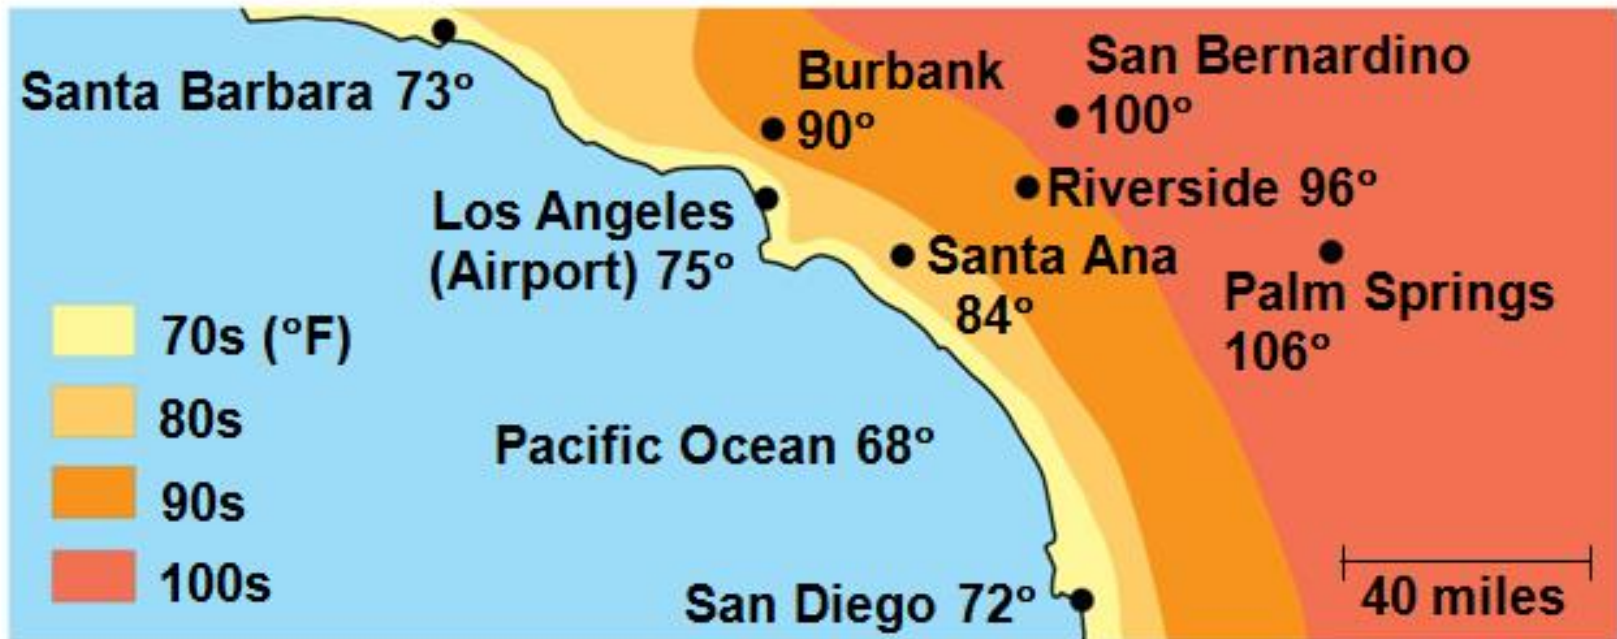 Santa Barbara 73°
Burbank
90°
San Bernardino
100°
Los Angeles
(Airport) 75°
Riverside 96°
Santa Ana
84°
Palm Springs
106°
70s (°F)
80s
90s
100s
Pacific Ocean 68°
San Diego 72°
40 miles